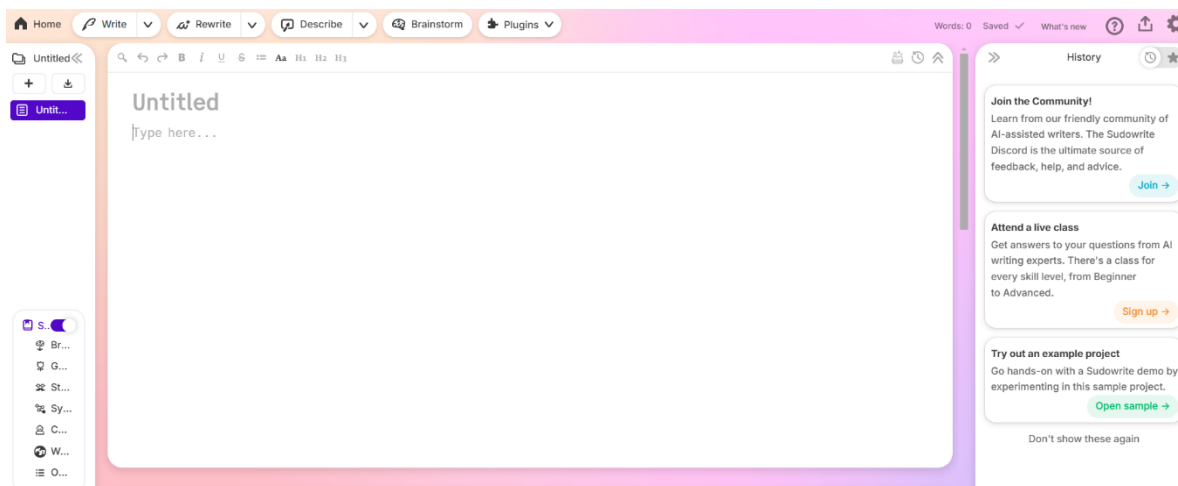 Home Write Rewrite Describe Brainstorm Plugins Words: 0 Saved What's new
Untitled
B i U S Aa H1 H2 H3
History
Untit...
Untitled
Type here...
Join the Community!
Learn from our friendly community of
AI-assisted writers. The Sudowrite
Discord is the ultimate source of
feedback, help, and advice.
Join →
Attend a live class
Get answers to your questions from AI
writing experts. There's a class for
every skill level, from Beginner
to Advanced.
Sign up →
Try out an example project
Go hands-on with a Sudowrite demo by
experimenting in this sample project.
Open sample →
Don't show these again
S..
Br...
G...
St...
Sy...
C...
W...
O...